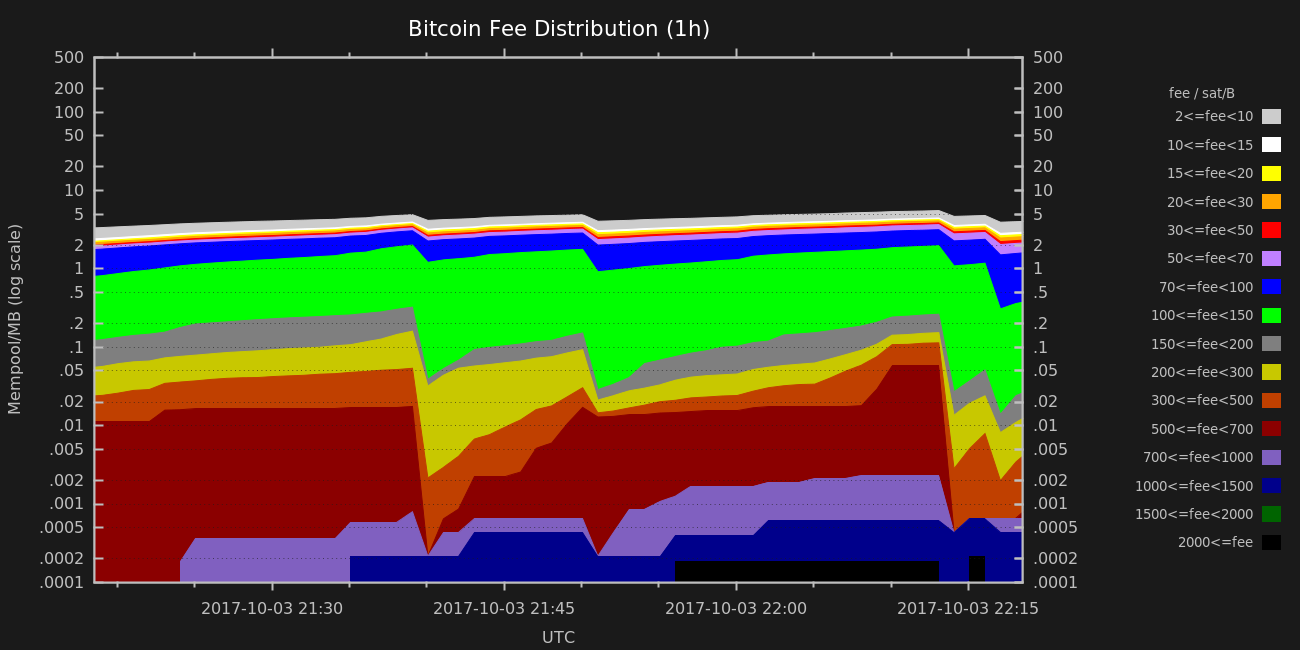 Bitcoin Fee Distribution (1h)
500 500
200 200
100 100
50 50
20 20
10 10
5 5
2 2
1 1
.5 .5
.2 .2
.1 .1
.05 .05
.02 .02
.01 .01
.005 .005
.002 .002
.001 .001
.0005 .0005
.0002 .0002
.0001 .0001
Mempool/MB (log scale)
2017-10-03 21:30 2017-10-03 21:45 2017-10-03 22:00 2017-10-03 22:15
UTC
fee / sat/B
2<=fee<10
10<=fee<15
15<=fee<20
20<=fee<30
30<=fee<50
50<=fee<70
70<=fee<100
100<=fee<150
150<=fee<200
200<=fee<300
300<=fee<500
500<=fee<700
700<=fee<1000
1000<=fee<1500
1500<=fee<2000
2000<=fee